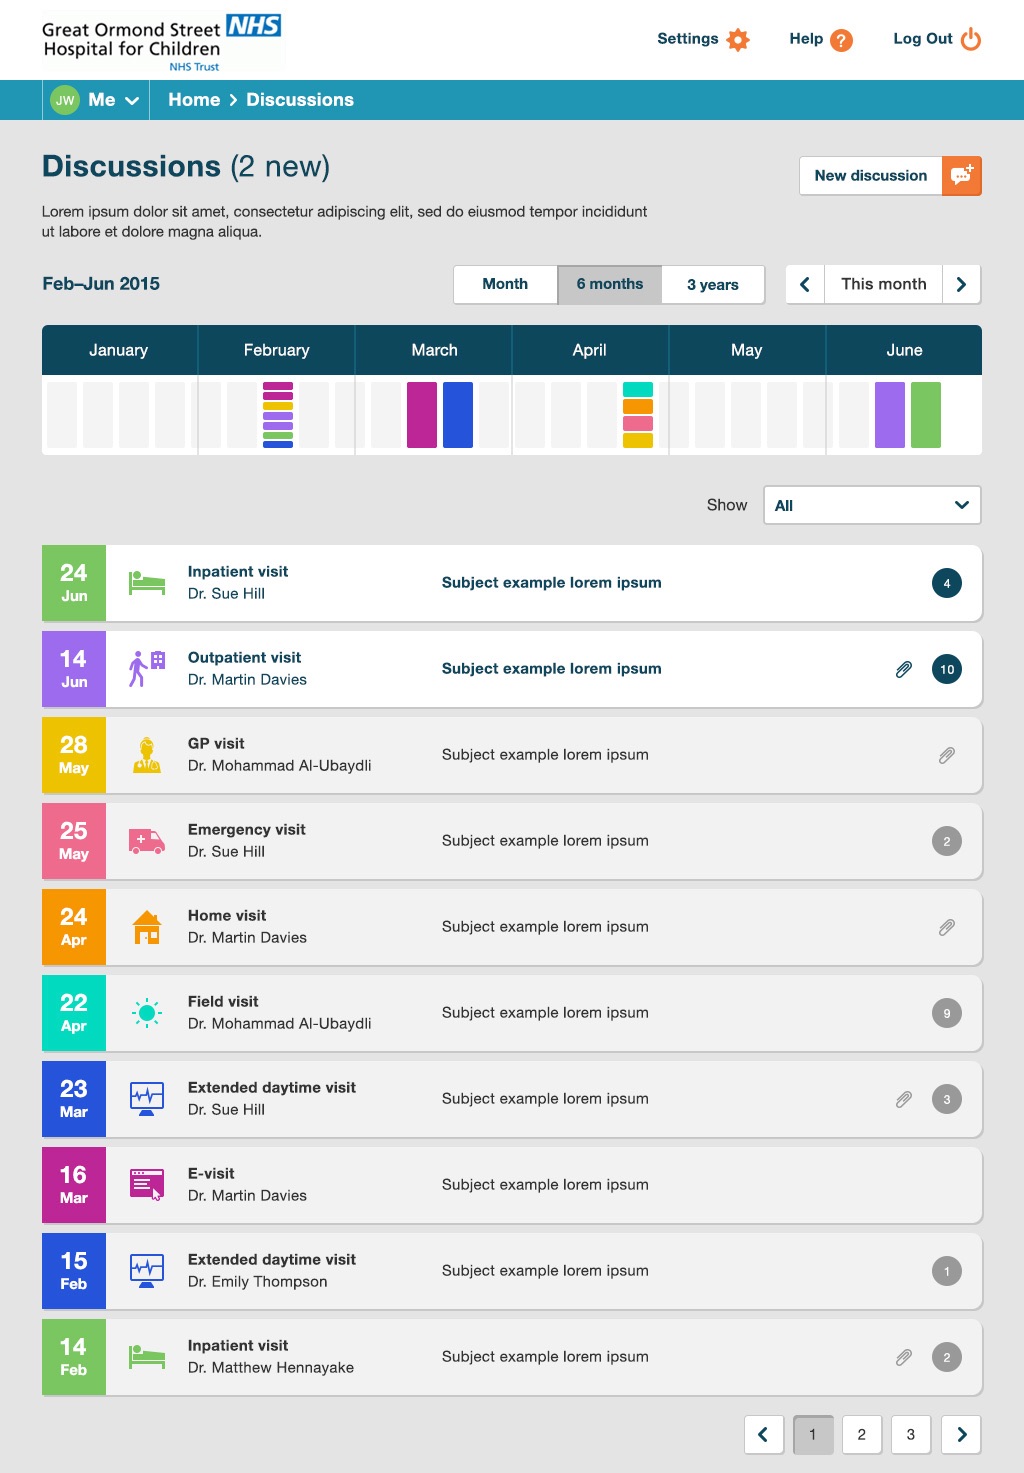 Great Ormond Street NHS
Hospital for Children
NHS Trust
Settings
Help ?
Log Out
JW Me
Home > Discussions
Discussions (2 new)
New discussion
Lorem ipsum dolor sit amet, consectetur adipiscing elit, sed do eiusmod tempor incididunt
ut labore et dolore magna aliqua.
Feb–Jun 2015
Month
6 months
3 years
This month
January
February
March
April
May
June
Show
All
24
Jun
Inpatient visit
Dr. Sue Hill
Subject example lorem ipsum
4
14
Jun
Outpatient visit
Dr. Martin Davies
Subject example lorem ipsum
10
28
May
GP visit
Dr. Mohammad Al-Ubaydli
Subject example lorem ipsum
25
May
Emergency visit
Dr. Sue Hill
Subject example lorem ipsum
2
24
Apr
Home visit
Dr. Martin Davies
Subject example lorem ipsum
22
Apr
Field visit
Dr. Mohammad Al-Ubaydli
Subject example lorem ipsum
9
23
Mar
Extended daytime visit
Dr. Sue Hill
Subject example lorem ipsum
3
16
Mar
E-visit
Dr. Martin Davies
Subject example lorem ipsum
15
Feb
Extended daytime visit
Dr. Emily Thompson
Subject example lorem ipsum
1
14
Feb
Inpatient visit
Dr. Matthew Hennayake
Subject example lorem ipsum
2
1
2
3